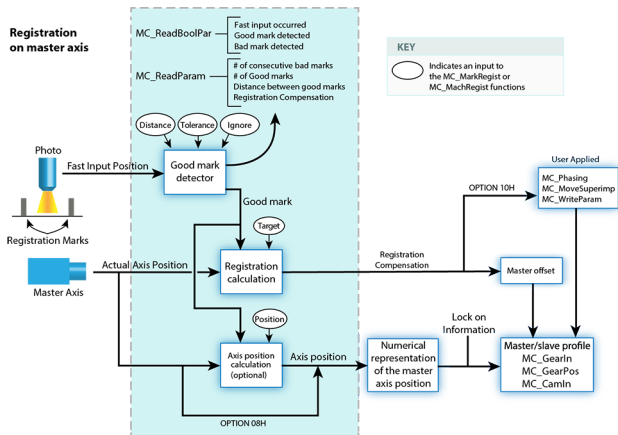 Registration
on master axis
MC_ReadBoolPar
Fast input occurred
Good mark detected
Bad mark detected
MC_ReadParam
# of consecutive bad marks
# of Good marks
Distance between good marks
Registration Compensation
KEY
Indicates an input to
the MC_MarkRegist or
MC_MachRegist functions
Distance
Tolerance
Ignore
Photo
Fast Input Position
Good mark
detector
User Applied
MC_Phasing
MC_MoveSuperimp
MC_WriteParam
OPTION 10H
Good mark
Registration Marks
Target
Actual Axis Position
Registration
calculation
Registration
Compensation
Master offset
Master Axis
Position
Lock on
Information
Axis position
calculation
(optional)
Axis position
Numerical
representation
of the master
axis position
Master/slave profile
MC_GearIn
MC_GearPos
MC_CamIn
OPTION 08H